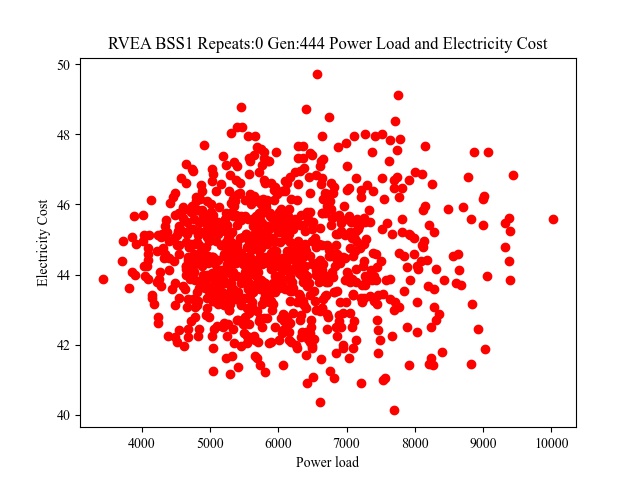 RVEA BSS1 Repeats:0 Gen:444 Power Load and Electricity Cost
50
48
46
44
42
40
Electricity Cost
4000 5000 6000 7000 8000 9000 10000
Power load